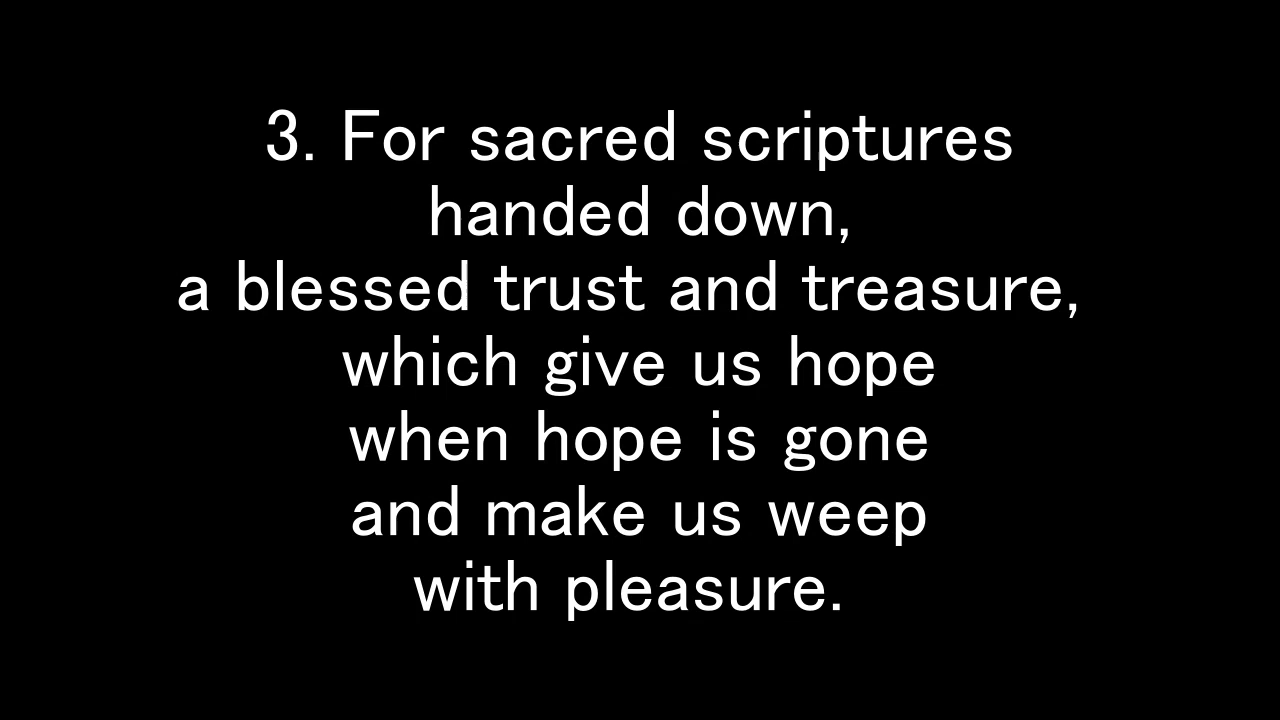 3. For sacred scriptures
handed down,
a blessed trust and treasure,
which give us hope
when hope is gone
and make us weep
with pleasure.